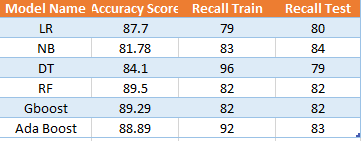 Model Name Accuracy Score Recall Train Recall Test
LR 87.7 79 80
NB 81.78 83 84
DT 84.1 96 79
RF 89.5 82 82
Gboost 89.29 82 82
Ada Boost 88.89 92 83